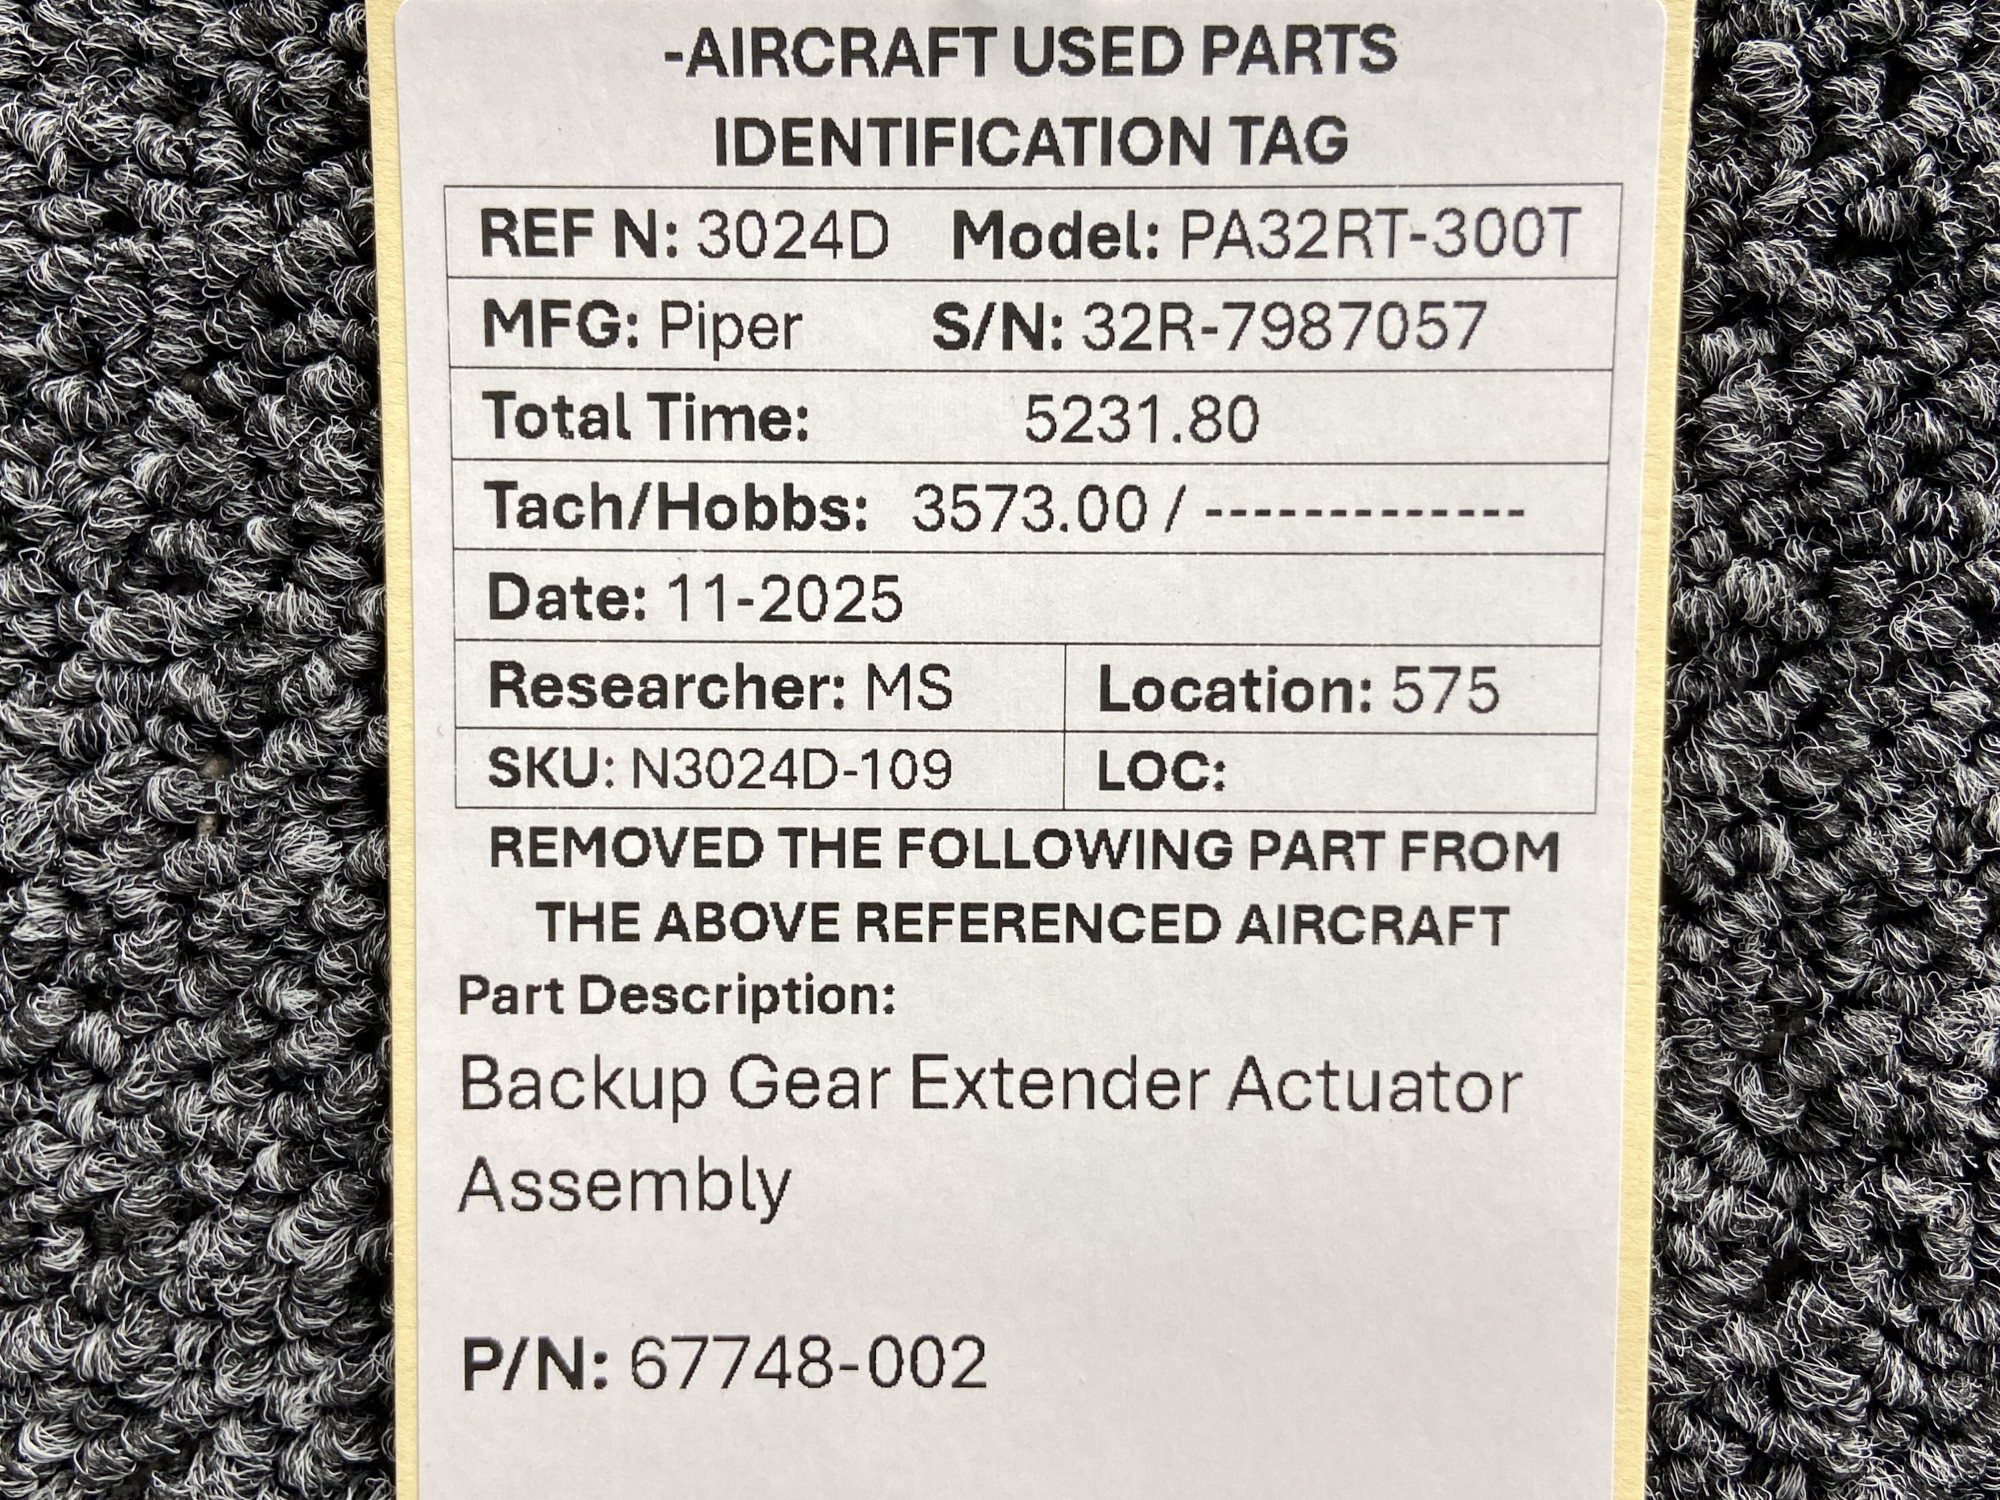 -AIRCRAFT USED PARTS
IDENTIFICATION TAG
REF N: 3024D Model: PA32RT-300T
MFG: Piper S/N: 32R-7987057
Total Time: 5231.80
Tach/Hobbs: 3573.00 / -------------
Date: 11-2025
Researcher: MS Location: 575
SKU: N3024D-109 LOC:
REMOVED THE FOLLOWING PART FROM
THE ABOVE REFERENCED AIRCRAFT
Part Description:
Backup Gear Extender Actuator
Assembly
P/N: 67748-002